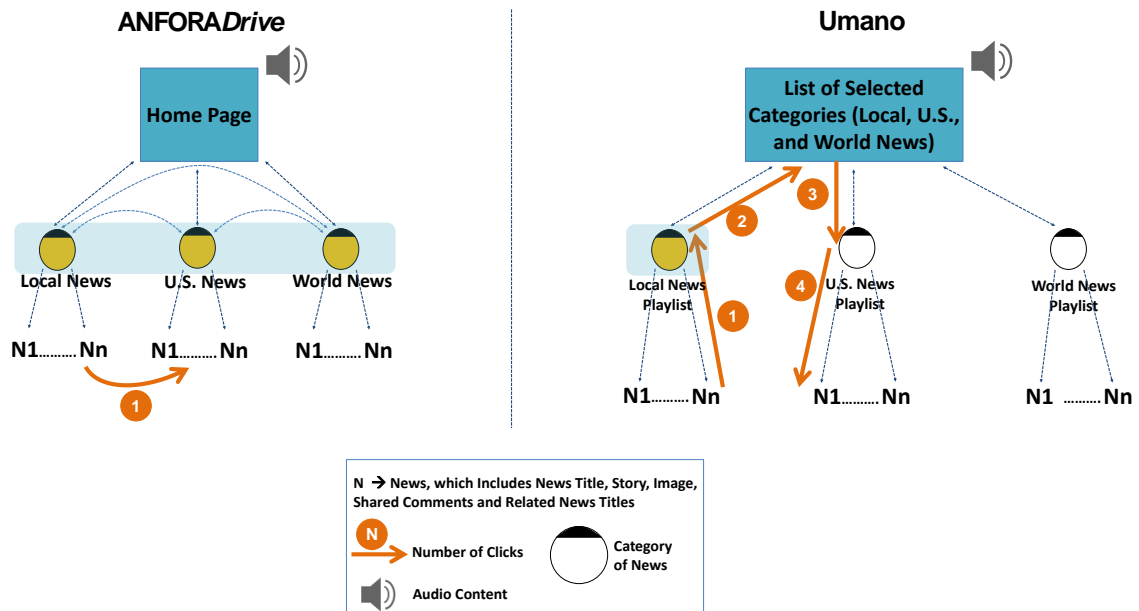 ANFORADrive
Home Page
Local News
U.S. News
World News
N1.......... Nn
N1.......... Nn
N1.......... Nn
1
Umano
List of Selected
Categories (Local, U.S.,
and World News)
2
3
Local News
Playlist
U.S. News
Playlist
World News
Playlist
4
1
N1.......... Nn
N1.......... Nn
N1 .......... Nn
N → News, which Includes News Title, Story, Image,
Shared Comments and Related News Titles
N
Number of Clicks
Category
of News
Audio Content